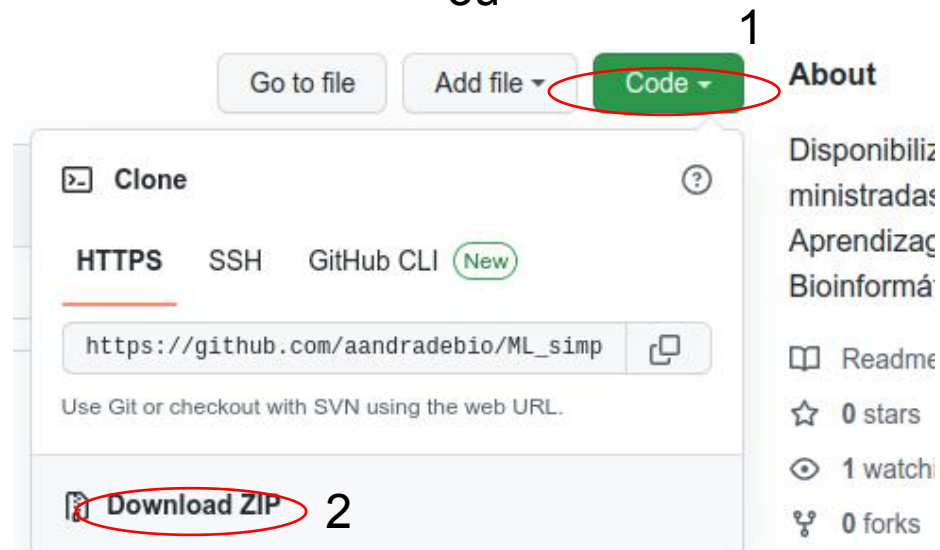 ou
1
Go to file Add file Code
Clone
HTTPS SSH GitHub CLI New
https://github.com/aandradebio/ML_simp
Use Git or checkout with SVN using the web URL.
Download ZIP 2
About
Disponibiliz
ministradas
Aprendizag
Bioinformá
Readme
0 stars
1 watchi
0 forks